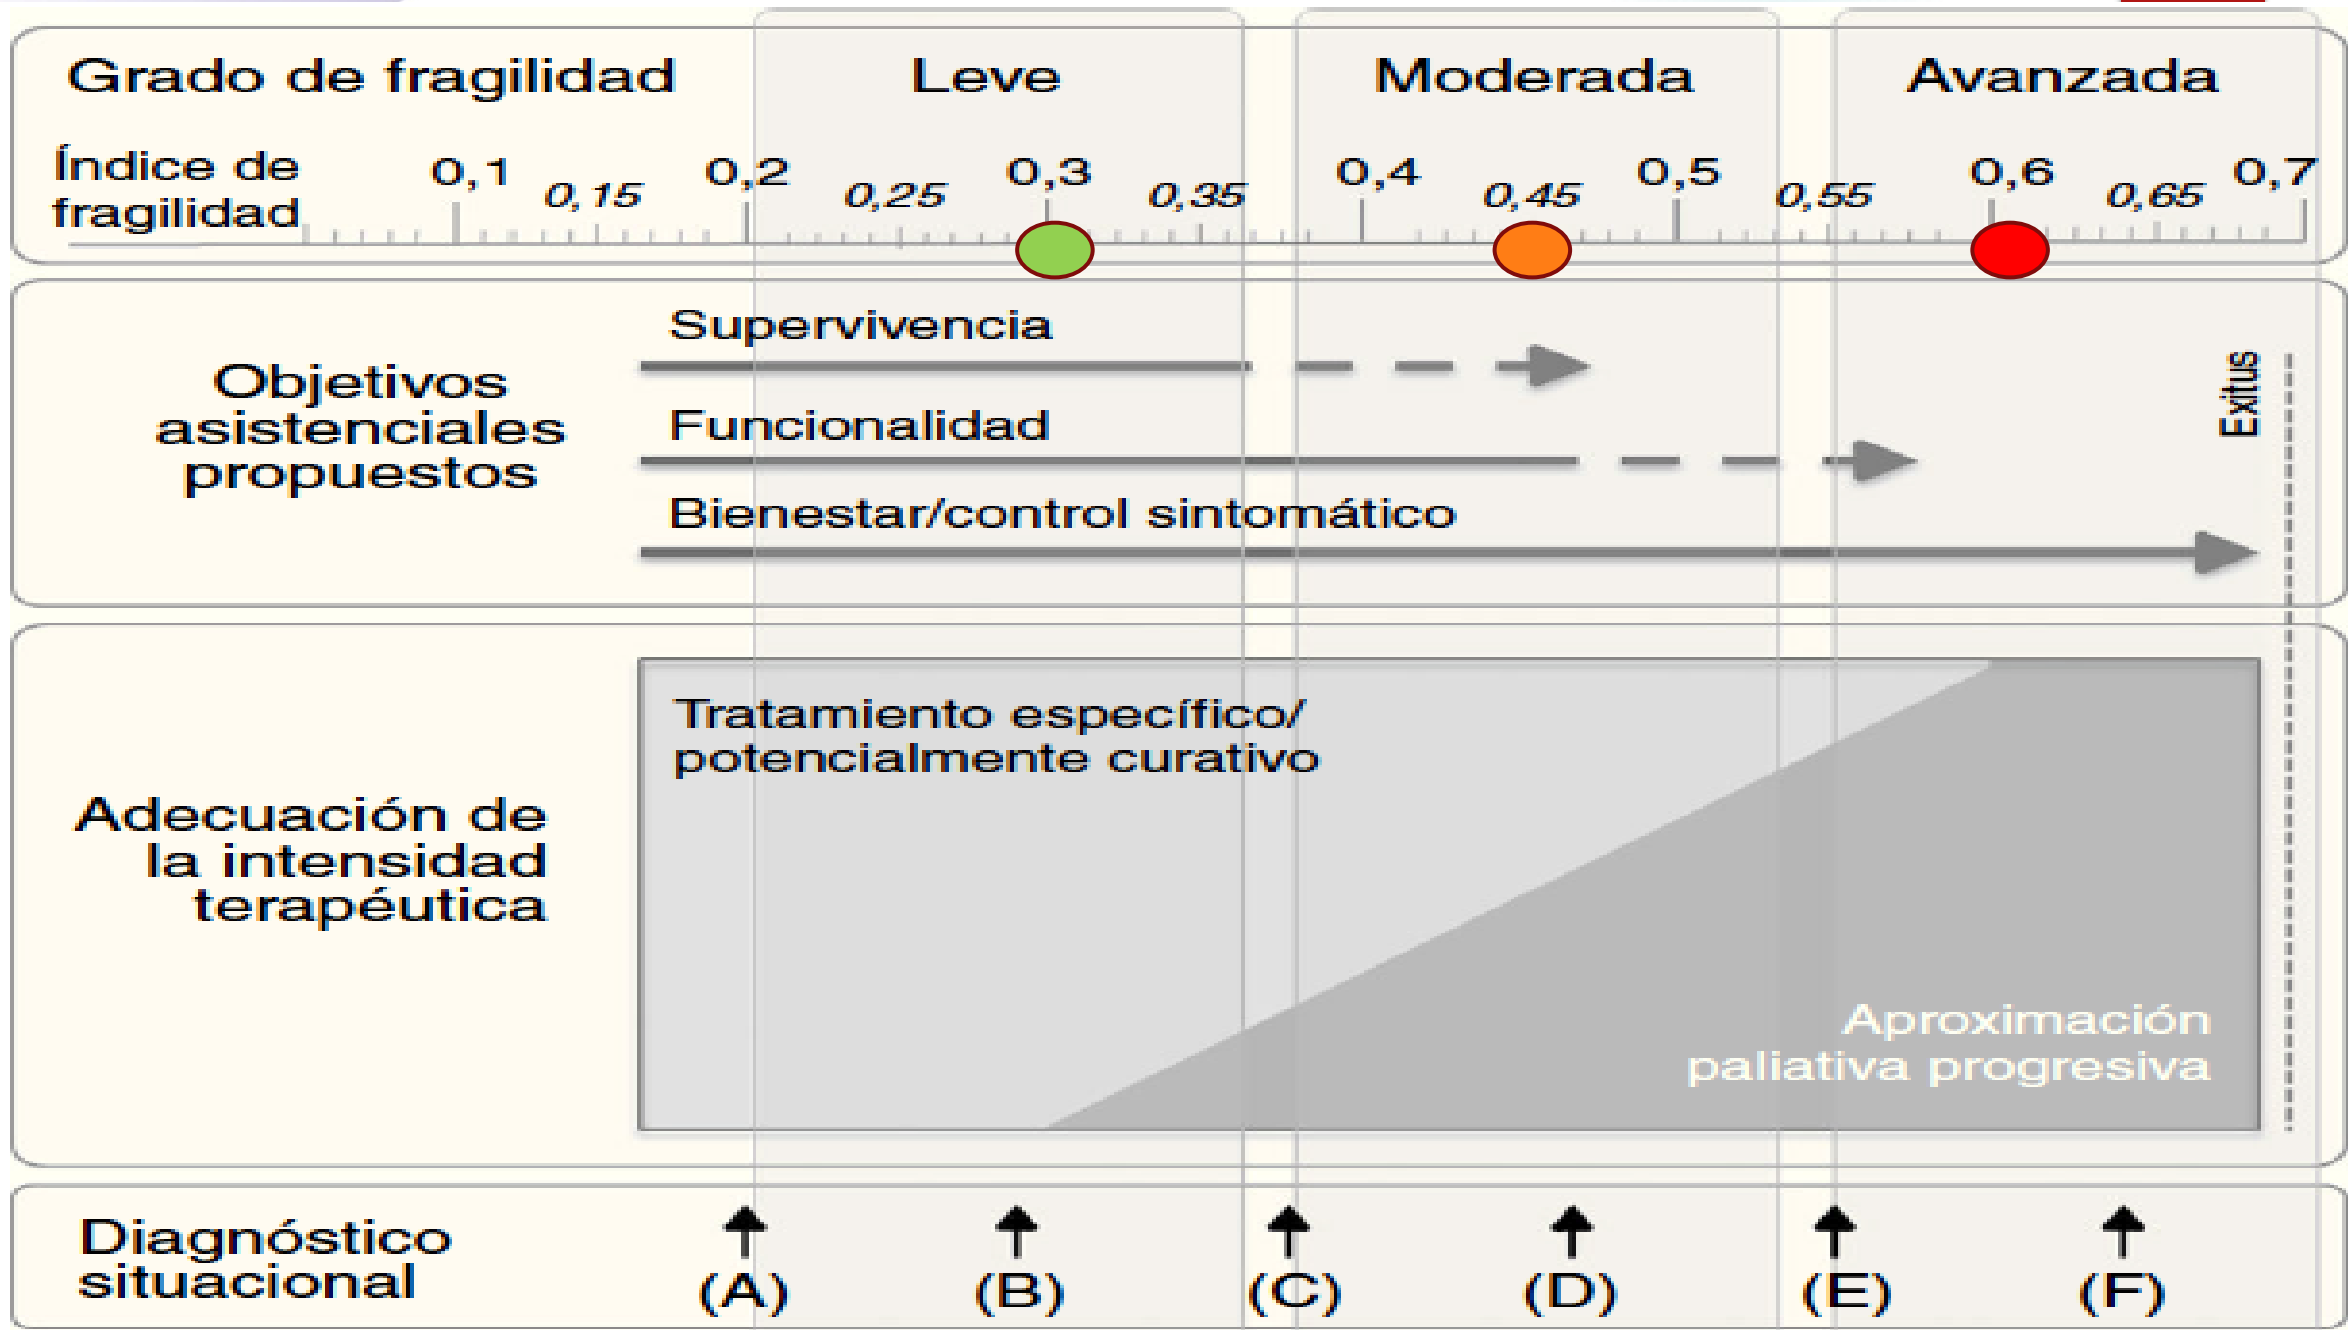 Grado de fragilidad
Leve
Moderada
Avanzada
Índice de
fragilidad
0,1
0,15
0,2
0,25
0,3
0,35
0,4
0,45
0,5
0,55
0,6
0,65
0,7
Objetivos
asistenciales
propuestos
Supervivencia
Funcionalidad
Bienestar/control sintomático
Exitus
Adecuación de
la intensidad
terapéutica
Tratamiento específico/
potencialmente curativo
Aproximación
paliativa progresiva
Diagnóstico
situacional
(A)
(B)
(C)
(D)
(E)
(F)